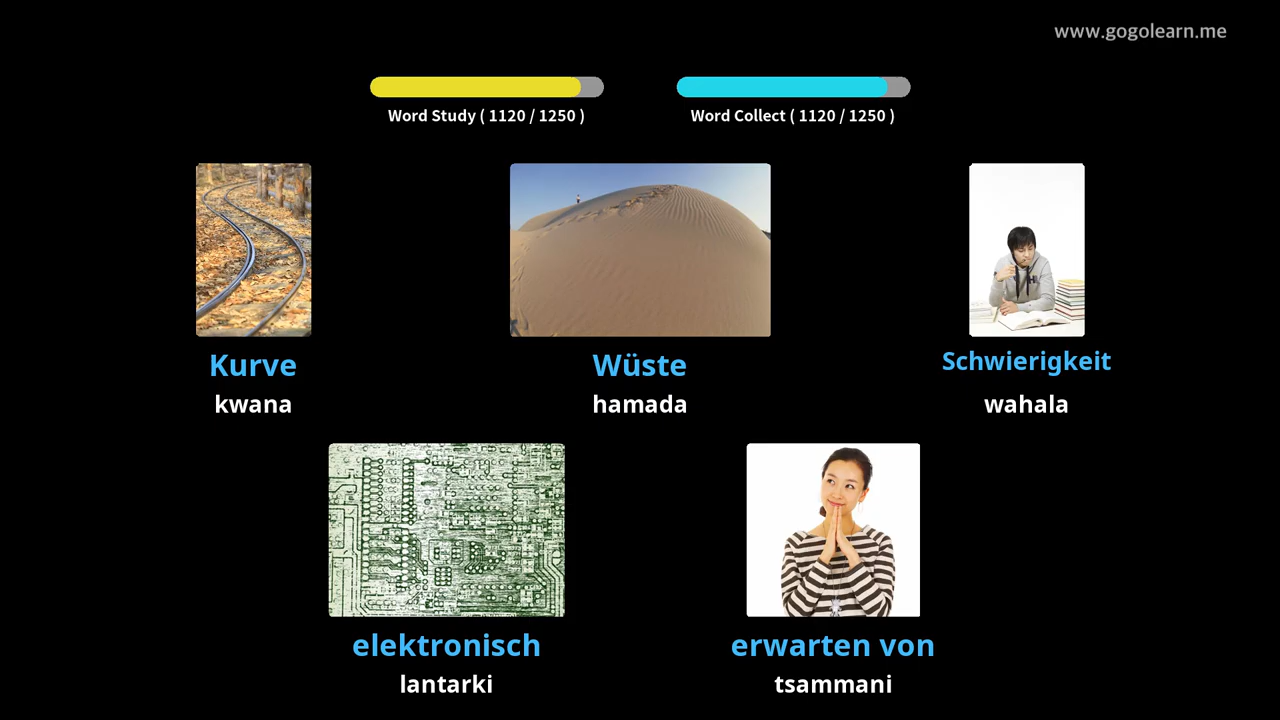 www.gogolearn.me
Word Study ( 1120 / 1250 )
Word Collect ( 1120 / 1250 )
Kurve
kwana
Wüste
hamada
Schwierigkeit
wahala
elektronisch
lantarki
erwarten von
tsammani